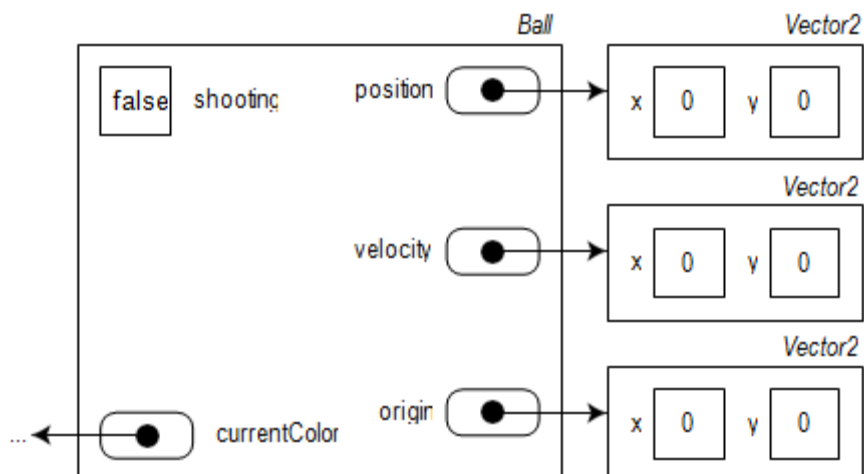 Ball Vector2
false shooting position x 0 y 0
Vector2
velocity x 0 y 0
Vector2
origin x 0 y 0
... currentColor